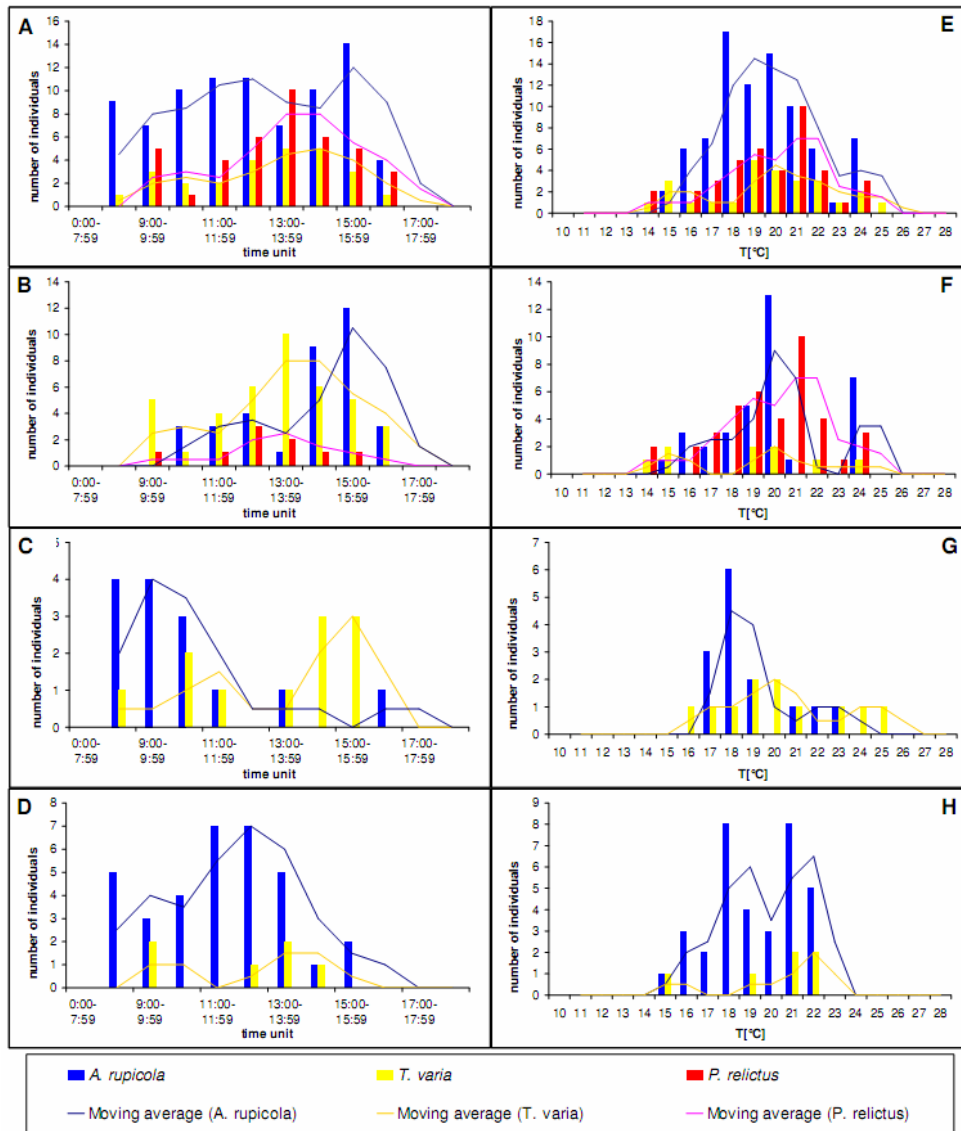 A
number of individuals
16
14
12
10
8
6
4
2
0
0:00- 9:00- 11:00- 13:00- 15:00- 17:00-
7:59 9:59 11:59 13:59 15:59 17:59
time unit
E
number of individuals
18
16
14
12
10
8
6
4
2
0
10 11 12 13 14 15 16 17 18 19 20 21 22 23 24 25 26 27 28
T[°C]
B
number of individuals
14
12
10
8
6
4
2
0
0:00- 9:00- 11:00- 13:00- 15:00- 17:00-
7:59 9:59 11:59 13:59 15:59 17:59
time unit
F
number of individuals
14
12
10
8
6
4
2
0
10 11 12 13 14 15 16 17 18 19 20 21 22 23 24 25 26 27 28
T[°C]
C
number of individuals
5
4
3
2
1
0
0:00- 9:00- 11:00- 13:00- 15:00- 17:00-
7:59 9:59 11:59 13:59 15:59 17:59
time unit
G
number of individuals
7
6
5
4
3
2
1
0
10 11 12 13 14 15 16 17 18 19 20 21 22 23 24 25 26 27 28
T[°C]
D
number of individuals
8
7
6
5
4
3
2
1
0
0:00- 9:00- 11:00- 13:00- 15:00- 17:00-
7:59 9:59 11:59 13:59 15:59 17:59
time unit
H
number of individuals
9
8
7
6
5
4
3
2
1
0
10 11 12 13 14 15 16 17 18 19 20 21 22 23 24 25 26 27 28
T[°C]
A. rupicola T. varia P. relictus
Moving average (A. rupicola) Moving average (T. varia) Moving average (P. relictus)